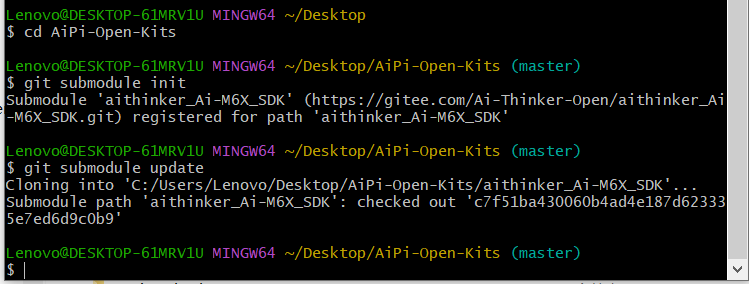 Lenovo@DESKTOP-61MRV1U MINGW64 ~/Desktop
$ cd AiPi-Open-Kits
Lenovo@DESKTOP-61MRV1U MINGW64 ~/Desktop/AiPi-Open-Kits (master)
$ git submodule init
Submodule 'aithinker_Ai-M6X_SDK' (https://gitee.com/Ai-Thinker-Open/aithinker_Ai
-M6X_SDK.git) registered for path 'aithinker_Ai-M6X_SDK'
Lenovo@DESKTOP-61MRV1U MINGW64 ~/Desktop/AiPi-Open-Kits (master)
$ git submodule update
Cloning into 'C:/Users/Lenovo/Desktop/AiPi-Open-Kits/aithinker_Ai-M6X_SDK'...
Submodule path 'aithinker_Ai-M6X_SDK': checked out 'c7f51ba430060b4ad4e187d62333
5e7ed6d9c0b9'
Lenovo@DESKTOP-61MRV1U MINGW64 ~/Desktop/AiPi-Open-Kits (master)
$